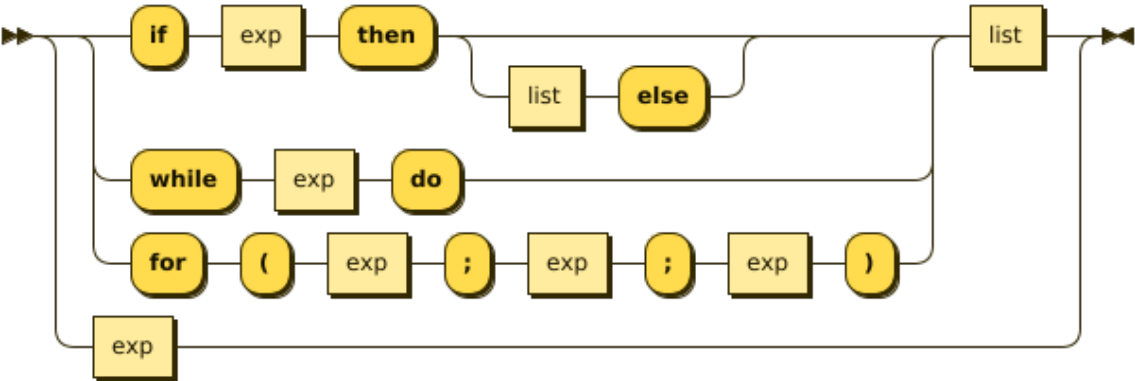 if exp then list
list else
while exp do
for ( exp ; exp ; exp )
exp